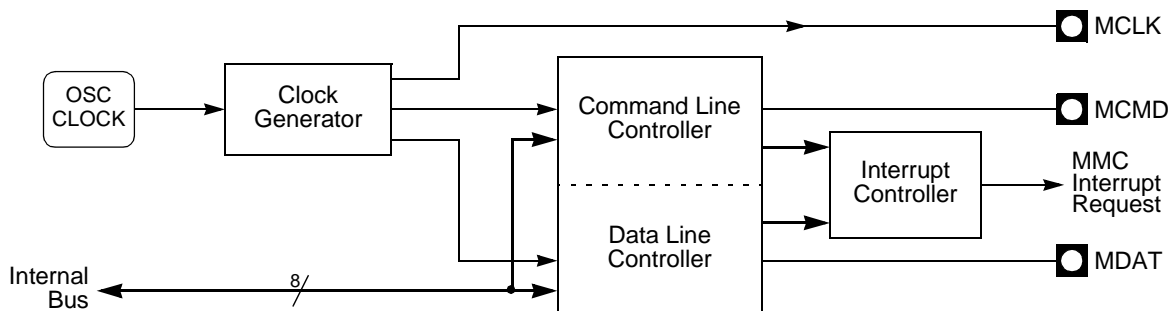 MCLK
OSC
CLOCK
Clock
Generator
Command Line
Controller
MCMD
Interrupt
Controller
MMC
Interrupt
Request
Data Line
Controller
MDAT
Internal
Bus
8